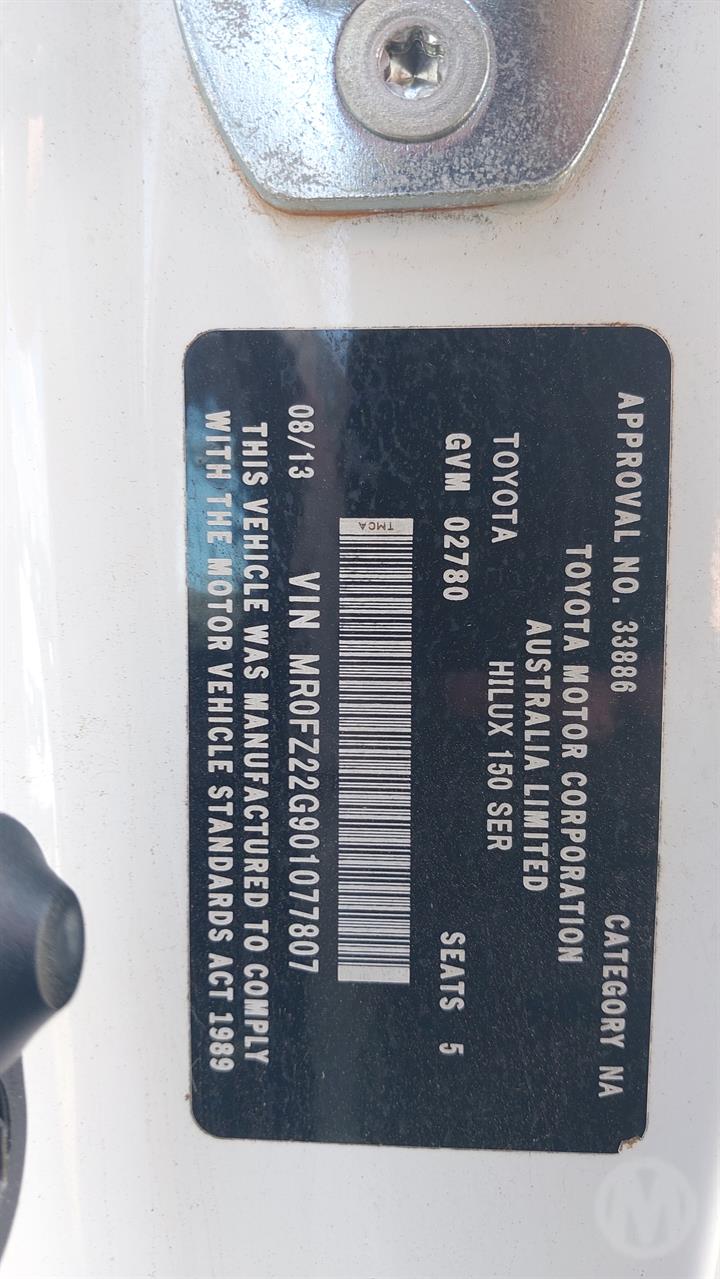 APPROVAL NO. 33886 CATEGORY NA
TOYOTA MOTOR CORPORATION
AUSTRALIA LIMITED
TOYOTA HILUX 150 SER
GVM 02780 SEATS 5
TMCA
08/13 VIN MR0FZ22G901077807
THIS VEHICLE WAS MANUFACTURED TO COMPLY
WITH THE MOTOR VEHICLE STANDARDS ACT 1989
M